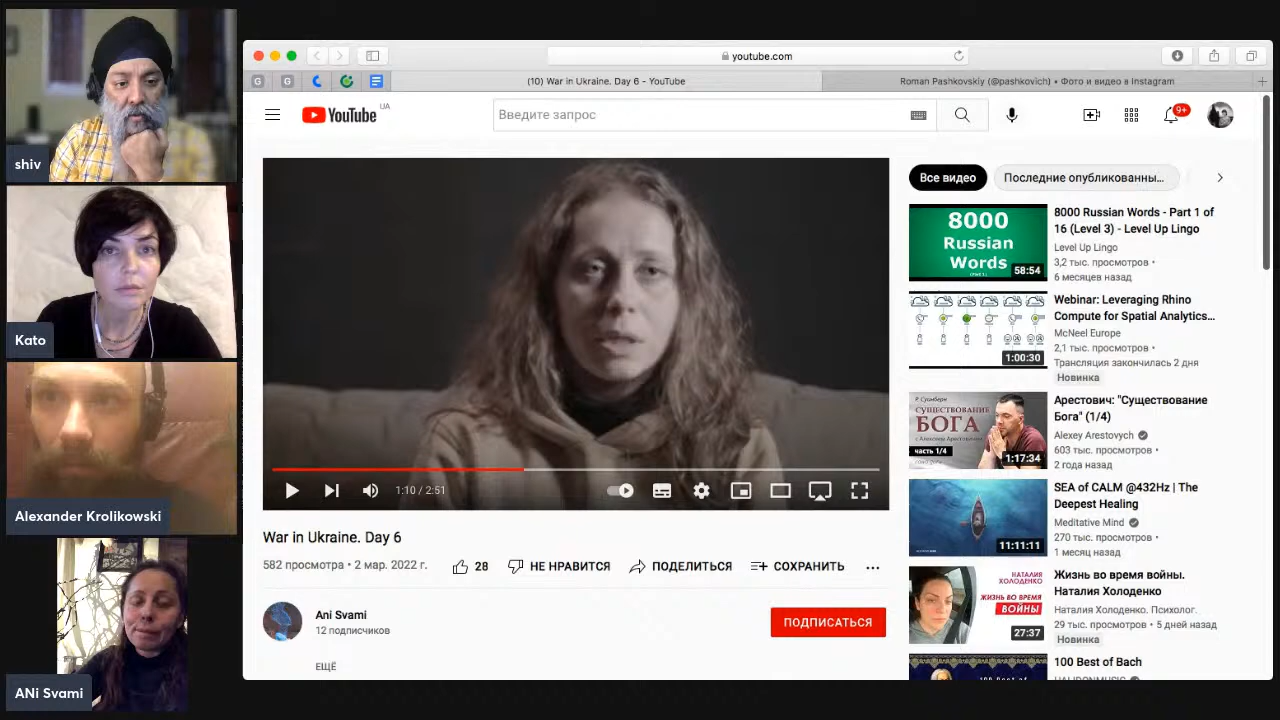 shiv
Kato
Alexander Krolikowski
ANi Svami
youtube.com
G
G
(10) War in Ukraine. Day 6 - YouTube
Roman Pashkovskiy (@pashkovich) • Фото и видео в Instagram
YouTube UA
Введите запрос
9+
1:10 / 2:51
War in Ukraine. Day 6
582 просмотра • 2 мар. 2022 г.
28
НЕ НРАВИТСЯ
ПОДЕЛИТЬСЯ
СОХРАНИТЬ
Ani Svami
12 подписчиков
ПОДПИСАТЬСЯ
ЕЩЁ
Все видео
Последние опубликованны...
8000
Russian
Words
58:54
8000 Russian Words - Part 1 of
16 (Level 3) - Level Up Lingo
Level Up Lingo
3,2 тыс. просмотров •
6 месяцев назад
1:00:30
Webinar: Leveraging Rhino
Compute for Spatial Analytics...
McNeel Europe
2,1 тыс. просмотров •
Трансляция закончилась 2 дня
Новинка
СУЩЕСТВОВАНИЕ
БОГА
с Алексеем Арестовичем
часть 1/4
1:17:34
Арестович: "Существование
Бога" (1/4)
Alexey Arestovych
603 тыс. просмотров •
2 года назад
11:11:11
SEA of CALM @432Hz | The
Deepest Healing
Meditative Mind
270 тыс. просмотров •
1 месяц назад
НАТАЛИЯ
ХОЛОДЕНКО
ЖИЗНЬ ВО ВРЕМЯ
ВОЙНЫ
27:37
Жизнь во время войны.
Наталия Холоденко
Наталия Холоденко. Психолог.
29 тыс. просмотров • 5 дней назад
Новинка
100 Best of Bach